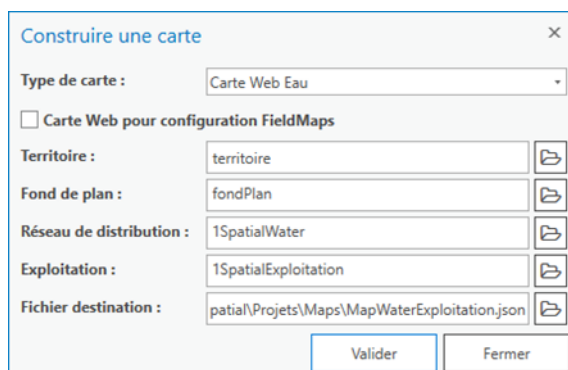 Construire une carte
Type de carte : Carte Web Eau
Carte Web pour configuration FieldMaps
Territoire : territoire
Fond de plan : fondPlan
Réseau de distribution : 1SpatialWater
Exploitation : 1SpatialExploitation
Fichier destination : patial\Projets\Maps\MapWaterExploitation.json
Valider Fermer